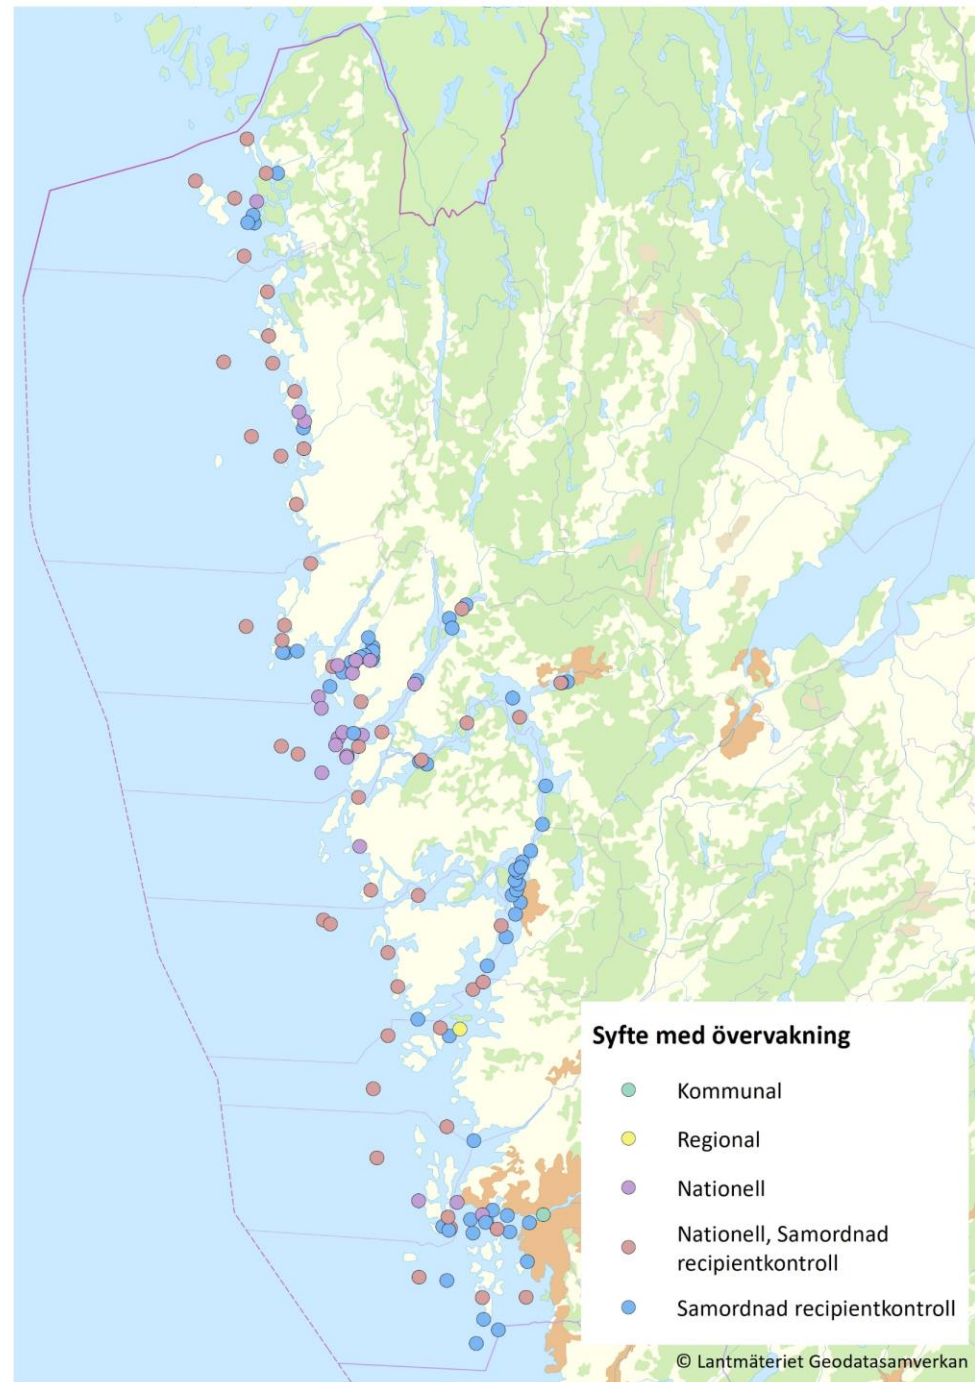 Syfte med övervakning
Kommunal
Regional
Nationell
Nationell, Samordnad
recipientkontroll
Samordnad recipientkontroll
© Lantmäteriet Geodatasamverkan